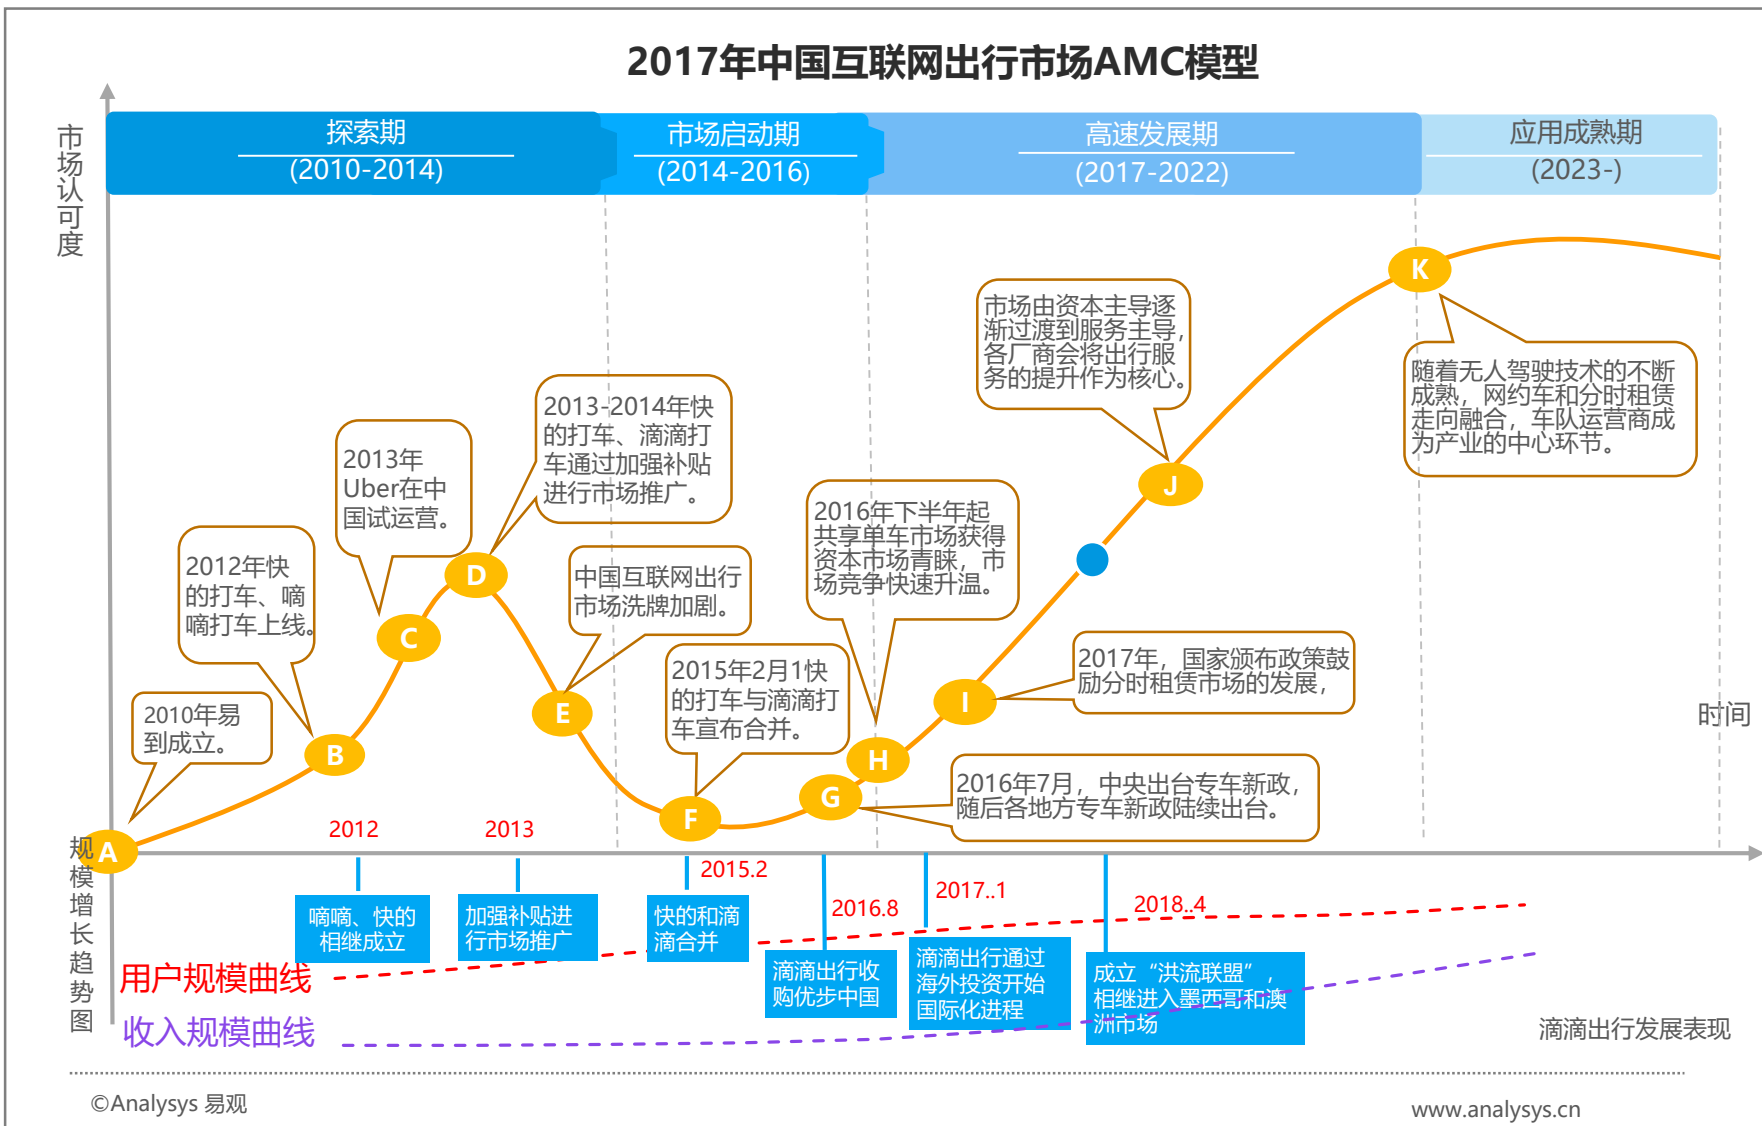 2017年中国互联网出行市场AMC模型
市场认可度
探索期
(2010-2014)
市场启动期
(2014-2016)
高速发展期
(2017-2022)
应用成熟期
(2023-)
A
2010年易
到成立。
B
2012年快
的打车、嘀
嘀打车上线。
C
2013年
Uber在中
国试运营。
D
2013-2014年快
的打车、滴滴打
车通过加强补贴
进行市场推广。
E
中国互联网出行
市场洗牌加剧。
F
2015年2月1快
的打车与滴滴打
车宣布合并。
G
2016年7月，中央出台专车新政，
随后各地方专车新政陆续出台。
H
2016年下半年起
共享单车市场获得
资本市场青睐，市
场竞争快速升温。
I
2017年，国家颁布政策鼓
励分时租赁市场的发展，
J
市场由资本主导逐
渐过渡到服务主导，
各厂商会将出行服
务的提升作为核心。
K
随着无人驾驶技术的不断
成熟，网约车和分时租赁
走向融合，车队运营商成
为产业的中心环节。
时间
规模增长趋势图
2012
嘀嘀、快的
相继成立
2013
加强补贴进
行市场推广
2015.2
快的和滴
滴合并
2016.8
滴滴出行收
购优步中国
2017..1
滴滴出行通过
海外投资开始
国际化进程
2018..4
成立“洪流联盟”，
相继进入墨西哥和澳
洲市场
用户规模曲线
收入规模曲线
滴滴出行发展表现
©Analysys 易观
www.analysys.cn